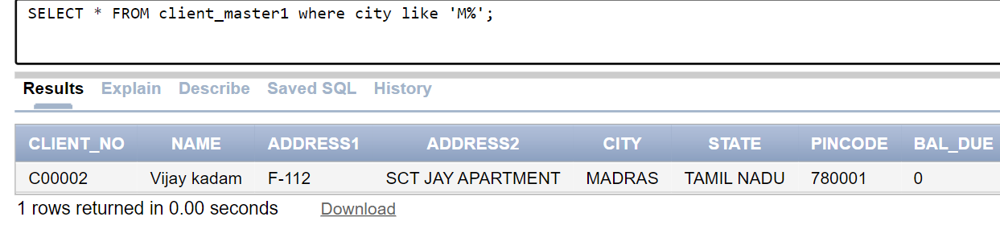 SELECT * FROM client_master1 where city like 'M%';
Results Explain Describe Saved SQL History
CLIENT_NO NAME ADDRESS1 ADDRESS2 CITY STATE PINCODE BAL_DUE
C00002 Vijay kadam F-112 SCT JAY APARTMENT MADRAS TAMIL NADU 780001 0
1 rows returned in 0.00 seconds Download